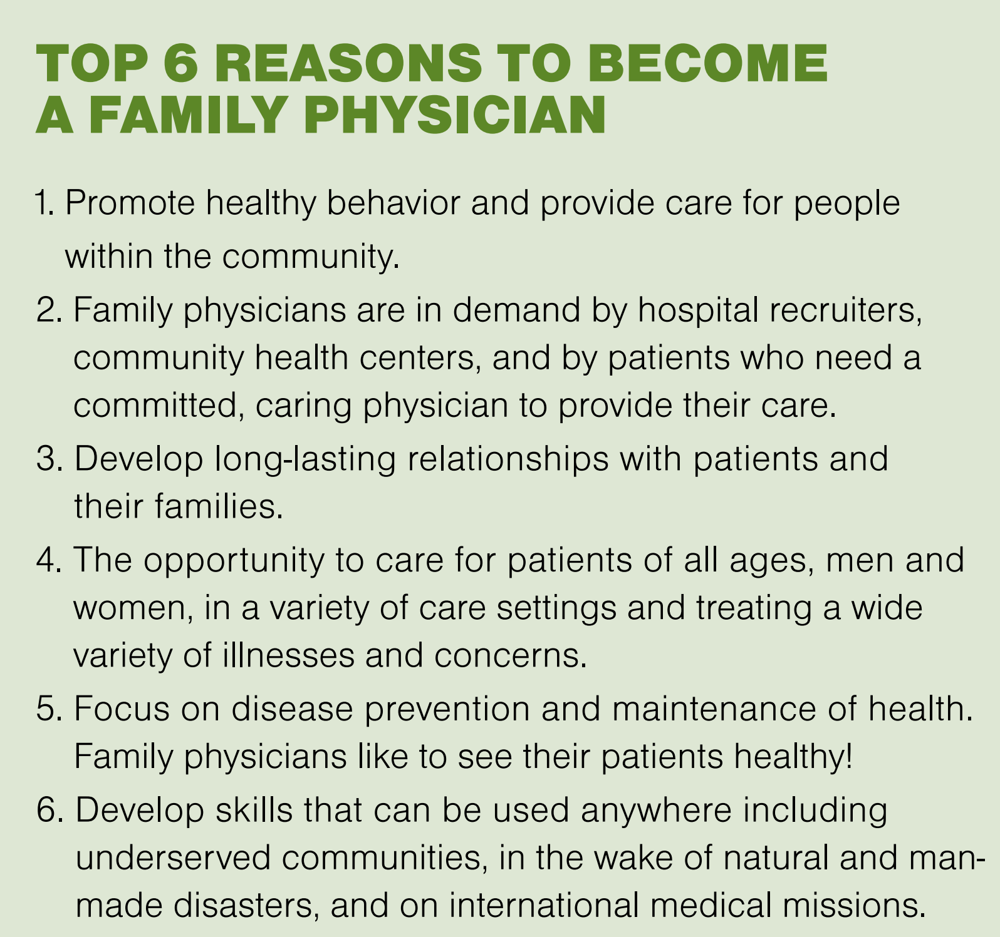 TOP 6 REASONS TO BECOME
A FAMILY PHYSICIAN
1. Promote healthy behavior and provide care for people
within the community.
2. Family physicians are in demand by hospital recruiters,
community health centers, and by patients who need a
committed, caring physician to provide their care.
3. Develop long-lasting relationships with patients and
their families.
4. The opportunity to care for patients of all ages, men and
women, in a variety of care settings and treating a wide
variety of illnesses and concerns.
5. Focus on disease prevention and maintenance of health.
Family physicians like to see their patients healthy!
6. Develop skills that can be used anywhere including
underserved communities, in the wake of natural and man-
made disasters, and on international medical missions.